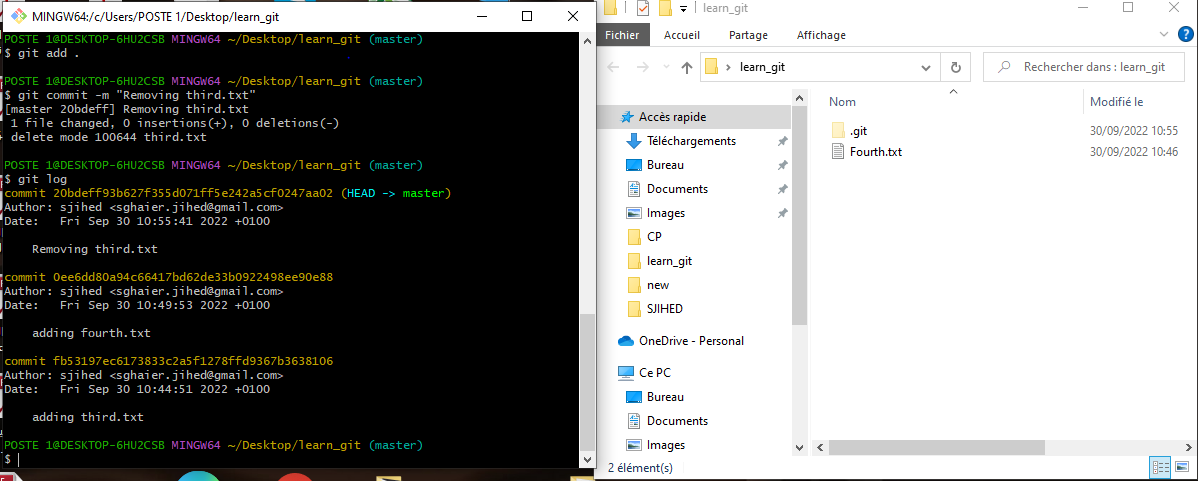 MINGW64:/c/Users/POSTE 1/Desktop/learn_git
POSTE 1@DESKTOP-6HU2CSB MINGW64 ~/Desktop/learn_git (master)
$ git add .
POSTE 1@DESKTOP-6HU2CSB MINGW64 ~/Desktop/learn_git (master)
$ git commit -m "Removing third.txt"
[master 20bdeff] Removing third.txt
1 file changed, 0 insertions(+), 0 deletions(-)
delete mode 100644 third.txt
POSTE 1@DESKTOP-6HU2CSB MINGW64 ~/Desktop/learn_git (master)
$ git log
commit 20bdeff93b627f355d071ff5e242a5cf0247aa02 (HEAD -> master)
Author: sjihed <sghaier.jihed@gmail.com>
Date:   Fri Sep 30 10:55:41 2022 +0100
Removing third.txt
commit 0ee6dd80a94c66417bd62de33b0922498ee90e88
Author: sjihed <sghaier.jihed@gmail.com>
Date:   Fri Sep 30 10:49:53 2022 +0100
adding fourth.txt
commit fb53197ec6173833c2a5f1278ffd9367b3638106
Author: sjihed <sghaier.jihed@gmail.com>
Date:   Fri Sep 30 10:44:51 2022 +0100
adding third.txt
POSTE 1@DESKTOP-6HU2CSB MINGW64 ~/Desktop/learn_git (master)
$
learn_git
Fichier Accueil Partage Affichage
learn_git
Rechercher dans : learn_git
Accès rapide
Téléchargements
Bureau
Documents
Images
CP
learn_git
new
SJIHED
OneDrive - Personal
Ce PC
Bureau
Documents
Images
Nom Modifié le
.git 30/09/2022 10:55
Fourth.txt 30/09/2022 10:46
2 élément(s)